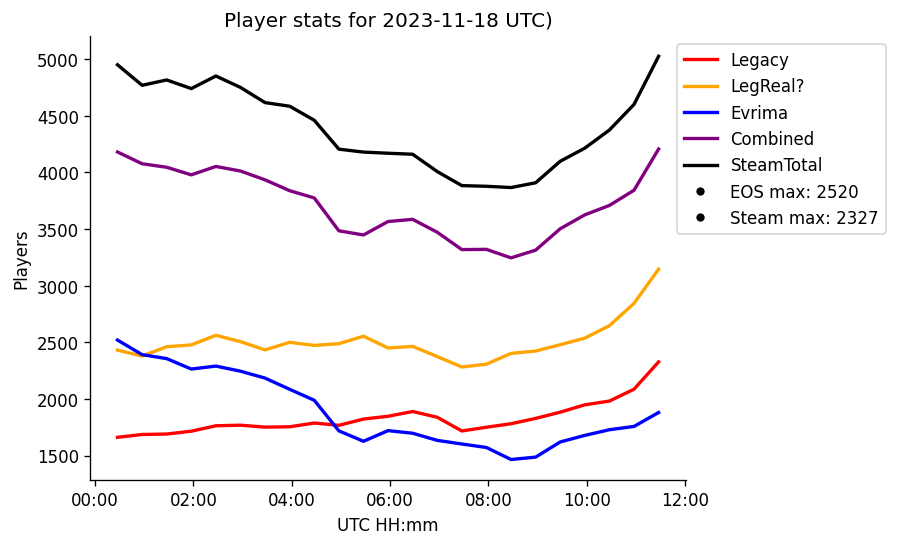 Player stats for 2023-11-18 UTC)
Players
5000
4500
4000
3500
3000
2500
2000
1500
00:00 02:00 04:00 06:00 08:00 10:00 12:00
UTC HH:mm
Legacy
LegReal?
Evrima
Combined
SteamTotal
EOS max: 2520
Steam max: 2327